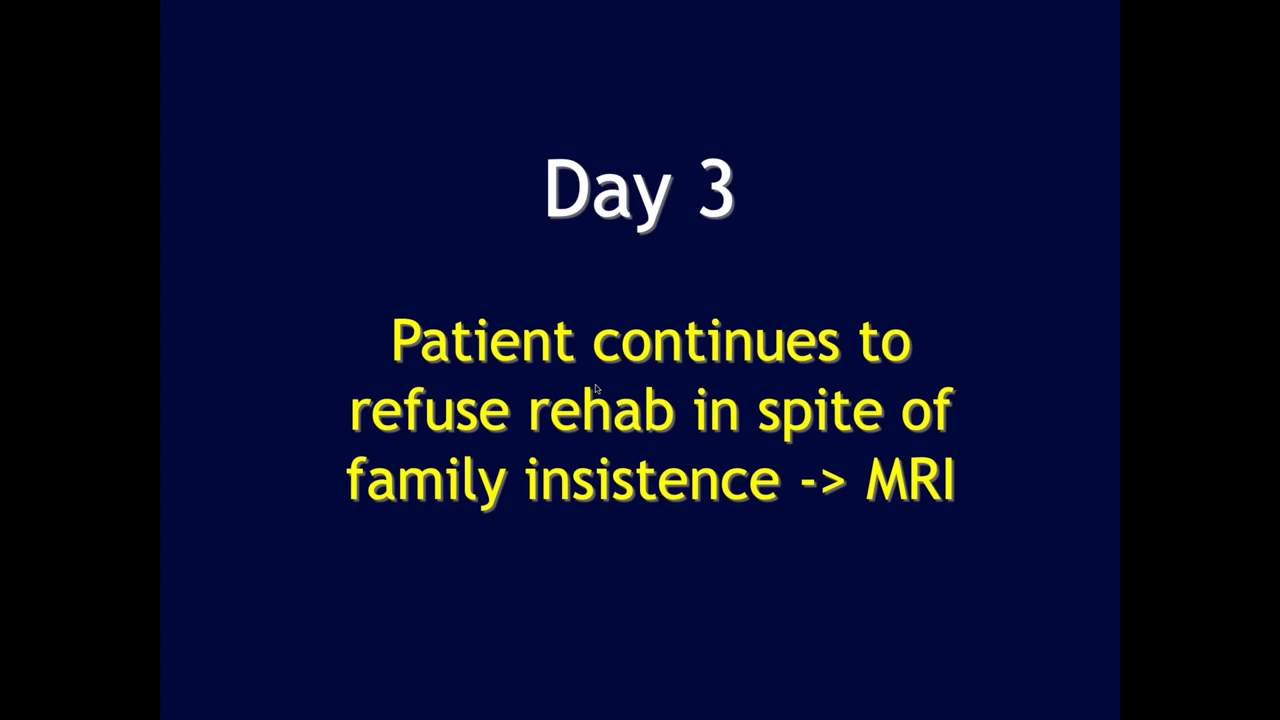 Day 3
Patient continues to
refuse rehab in spite of
family insistence -> MRI